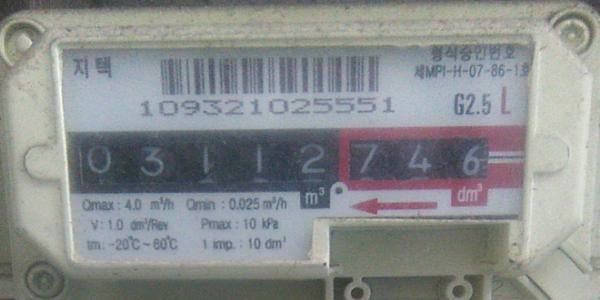 지 택
형식승인번호
제MPI-H-07-86-1호
109321025551
G2.5 L
03112 746
m³
dm³
Qmax : 4.0 m³/h Qmin : 0.025 m³/h
V : 1.0 dm³/Rev Pmax : 10 kPa
tm : -20℃~60℃ 1 imp. : 10 dm³